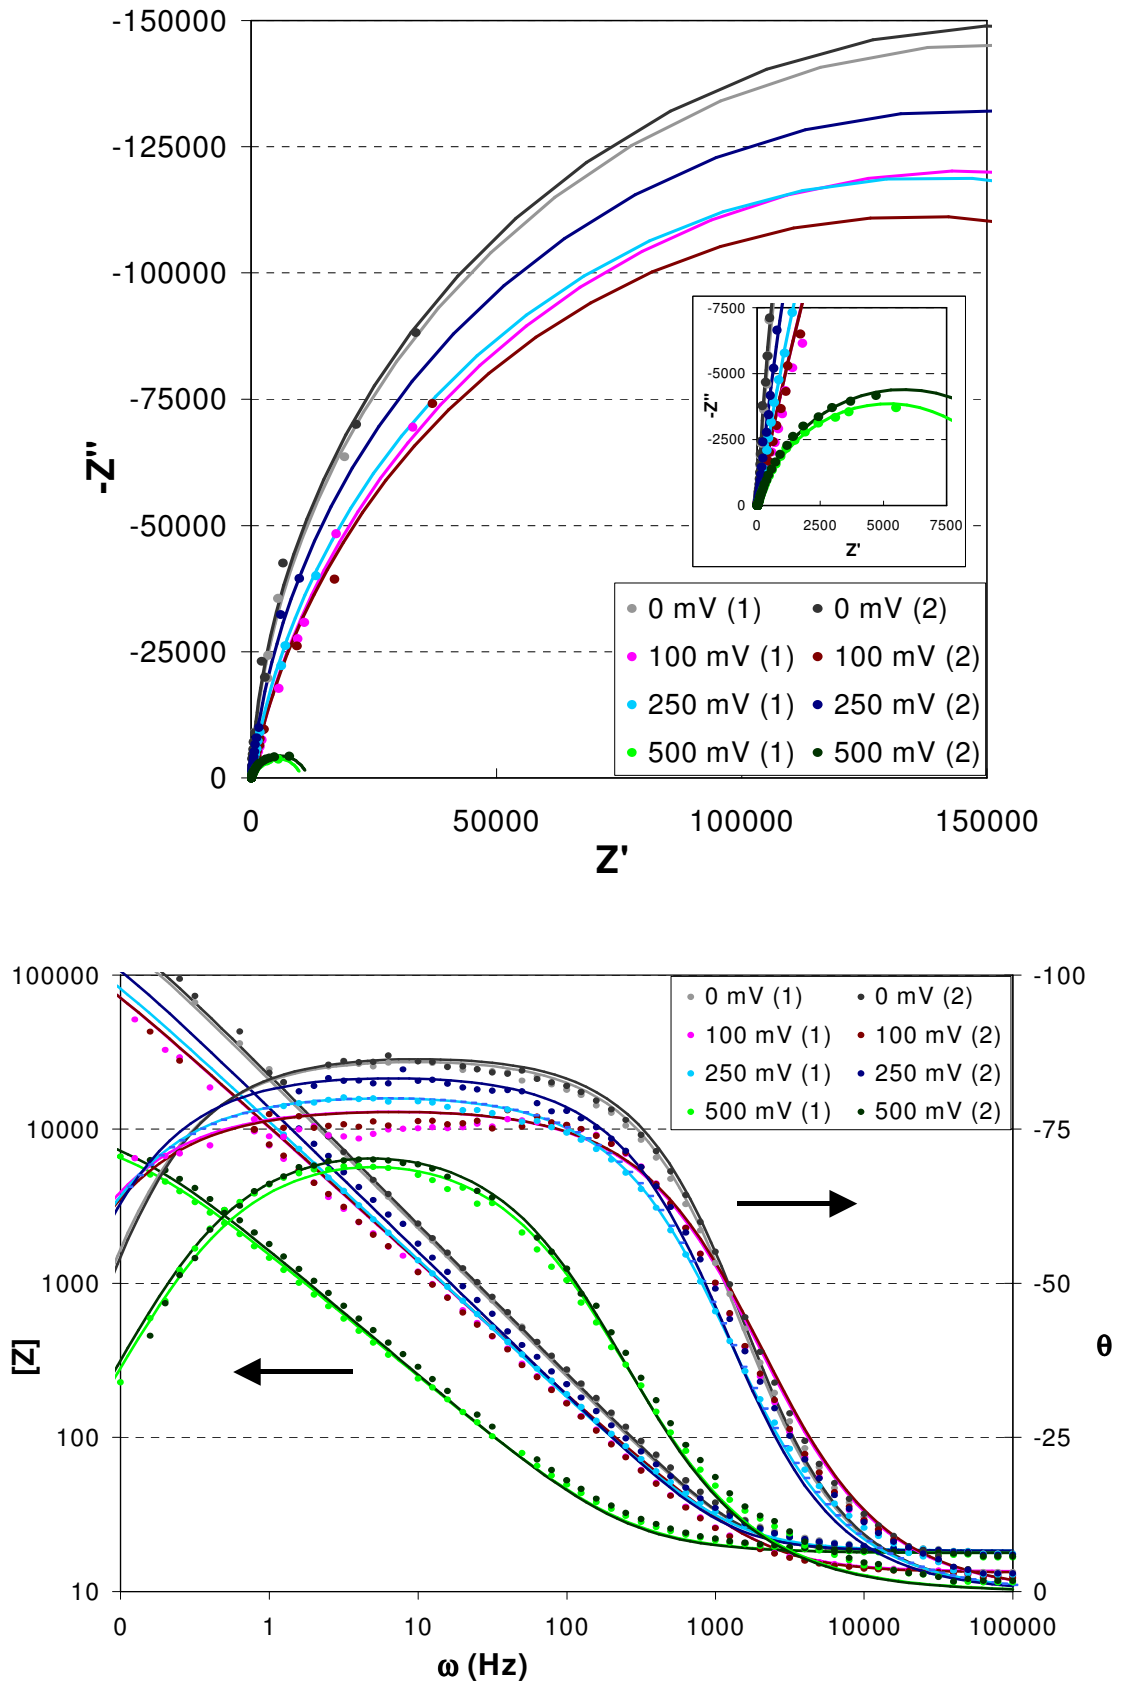 -150000
-125000
-100000
-75000
-50000
-25000
0
-Z''
0 50000 100000 150000
Z'
-7500
-5000
-2500
0
-Z''
0 2500 5000 7500
Z'
0 mV (1) 0 mV (2)
100 mV (1) 100 mV (2)
250 mV (1) 250 mV (2)
500 mV (1) 500 mV (2)
100000
10000
1000
100
10
[Z]
-100
-75
-50
-25
0
θ
0 mV (1) 0 mV (2)
100 mV (1) 100 mV (2)
250 mV (1) 250 mV (2)
500 mV (1) 500 mV (2)
0 1 10 100 1000 10000 100000
ω (Hz)